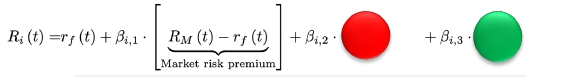 R_i (t) = r_f (t) + β_{i,1} · [ R_M (t) − r_f (t) ] + β_{i,2} · + β_{i,3} ·
Market risk premium